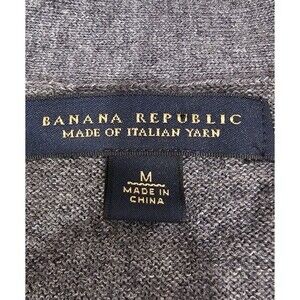 BANANA REPUBLIC
MADE OF ITALIAN YARN
M
MADE IN
CHINA